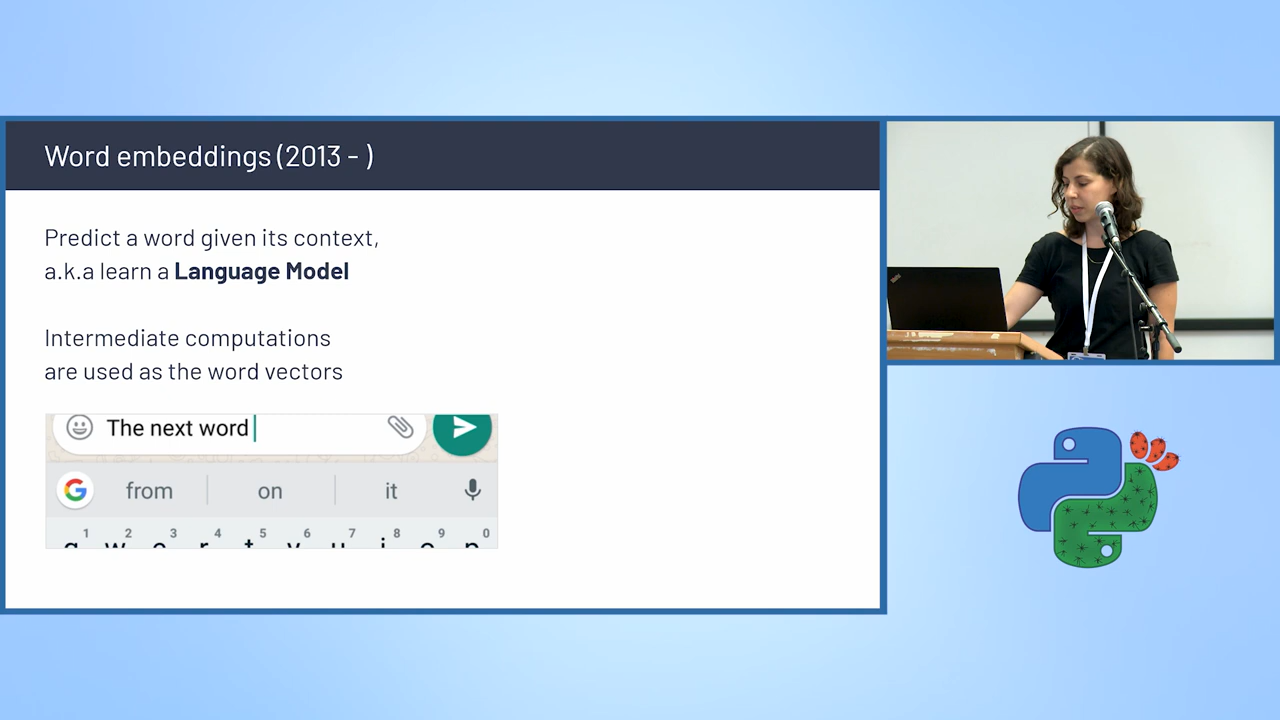 Word embeddings (2013 - )
Predict a word given its context,
a.k.a learn a Language Model
Intermediate computations
are used as the word vectors
The next word
from on it
1 2 3 4 5 6 7 8 9 0
q w e r t y u i o p